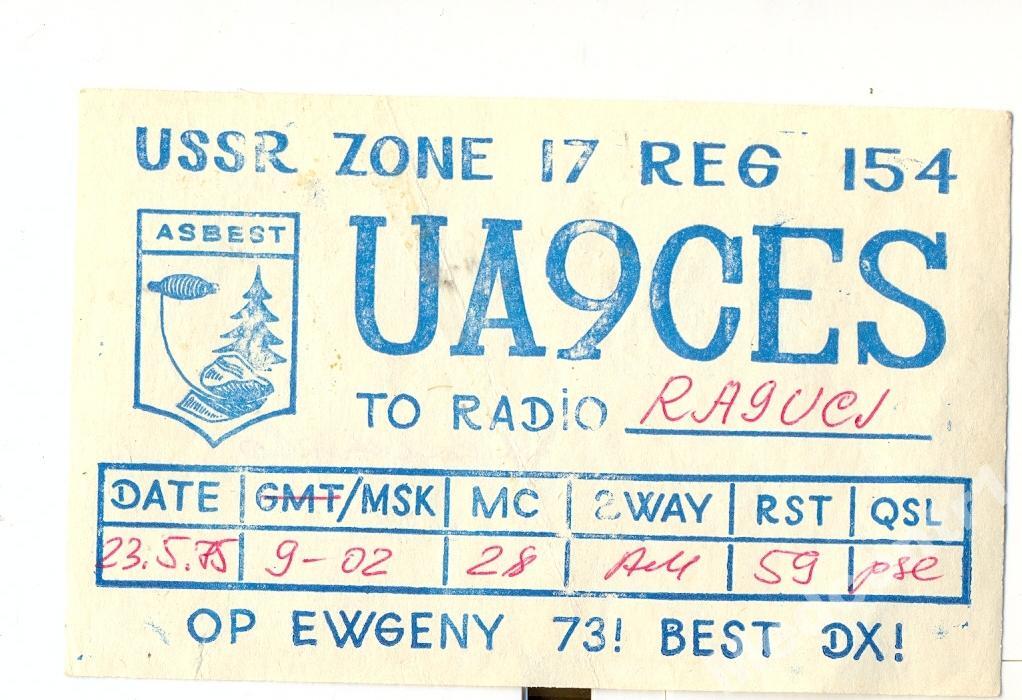 USSR ZONE 17 REG 154
ASBEST
UA9CES
TO RADIO RA9UCJ
DATE GMT/MSK MC 2WAY RST QSL
23.5.75 9-02 28 AM 59 pse
OP EWGENY 73! BEST DX!